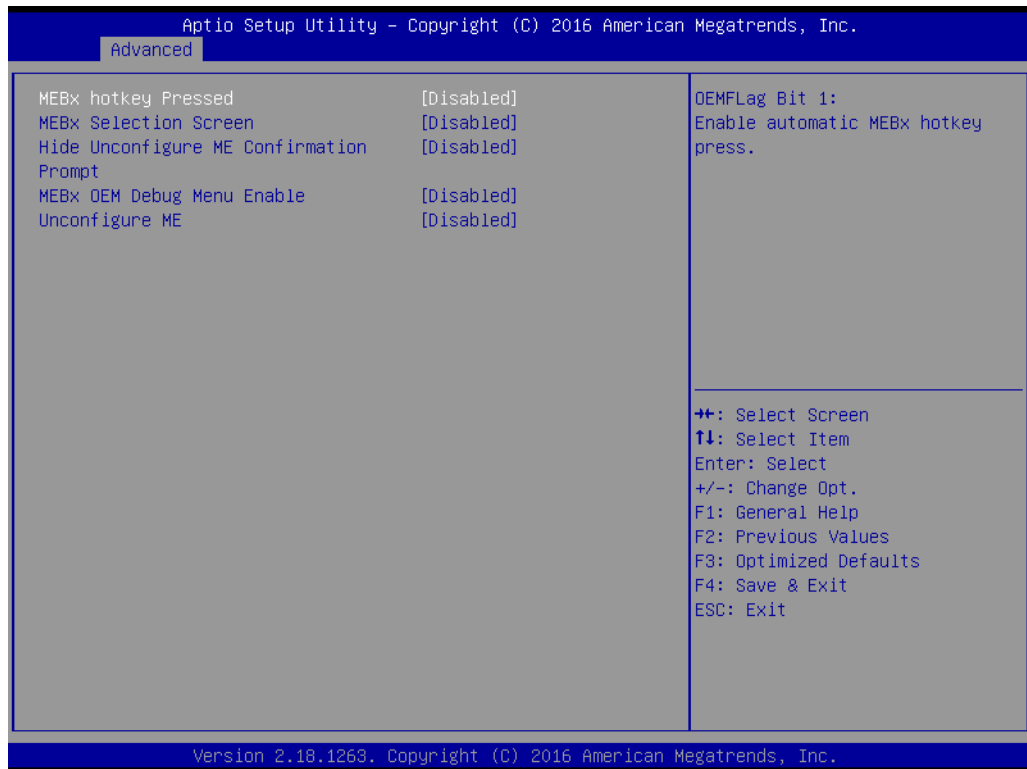 Aptio Setup Utility – Copyright (C) 2016 American Megatrends, Inc.
Advanced
MEBx hotkey Pressed [Disabled]
MEBx Selection Screen [Disabled]
Hide Unconfigure ME Confirmation [Disabled]
Prompt
MEBx OEM Debug Menu Enable [Disabled]
Unconfigure ME [Disabled]
OEMFLag Bit 1:
Enable automatic MEBx hotkey
press.
→←: Select Screen
↑↓: Select Item
Enter: Select
+/-: Change Opt.
F1: General Help
F2: Previous Values
F3: Optimized Defaults
F4: Save & Exit
ESC: Exit
Version 2.18.1263. Copyright (C) 2016 American Megatrends, Inc.